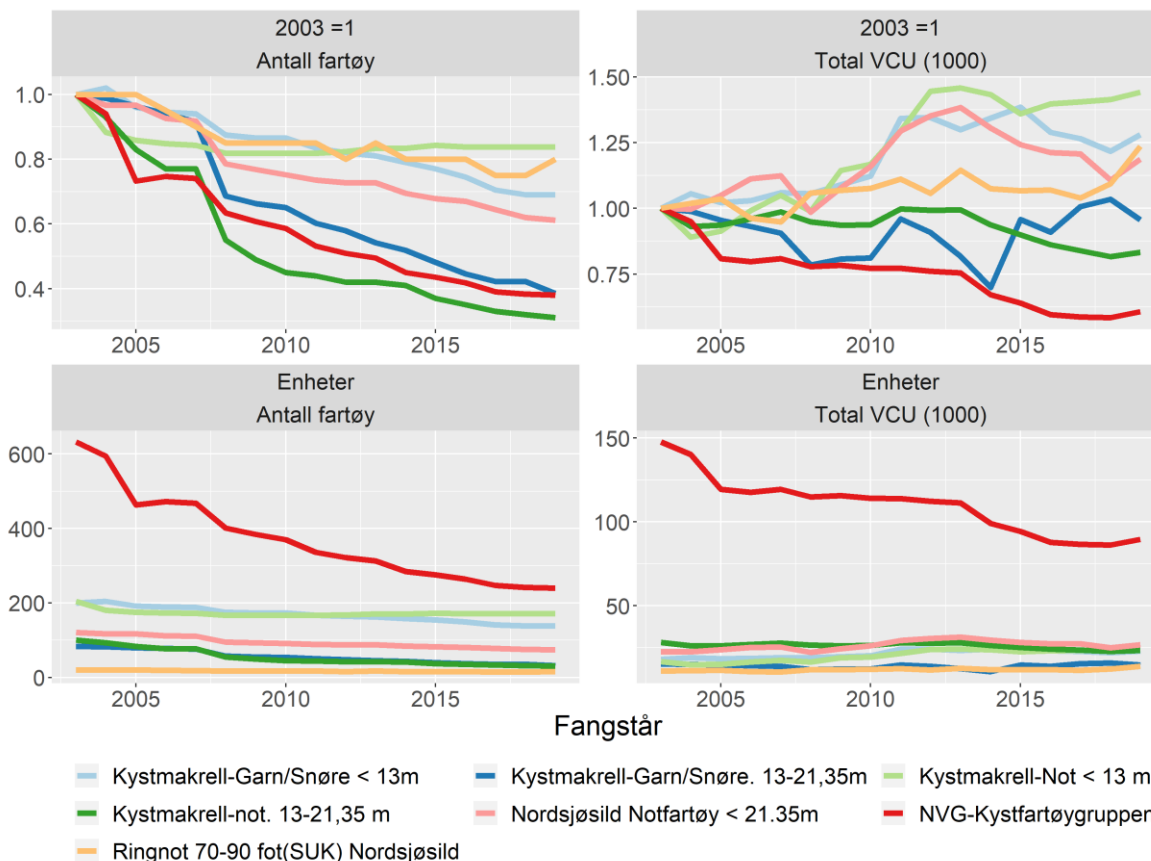 2003 =1
Antall fartøy
1.0
0.8
0.6
0.4
2005
2010
2015
2003 =1
Total VCU (1000)
1.50
1.25
1.00
0.75
2005
2010
2015
Enheter
Antall fartøy
600
400
200
0
2005
2010
2015
Enheter
Total VCU (1000)
150
100
50
2005
2010
2015
Fangstår
Kystmakrell-Garn/Snøre < 13m
Kystmakrell-Garn/Snøre. 13-21,35m
Kystmakrell-Not < 13 m
Kystmakrell-not. 13-21,35 m
Nordsjøsild Notfartøy < 21.35m
NVG-Kystfartøygruppen
Ringnot 70-90 fot(SUK) Nordsjøsild